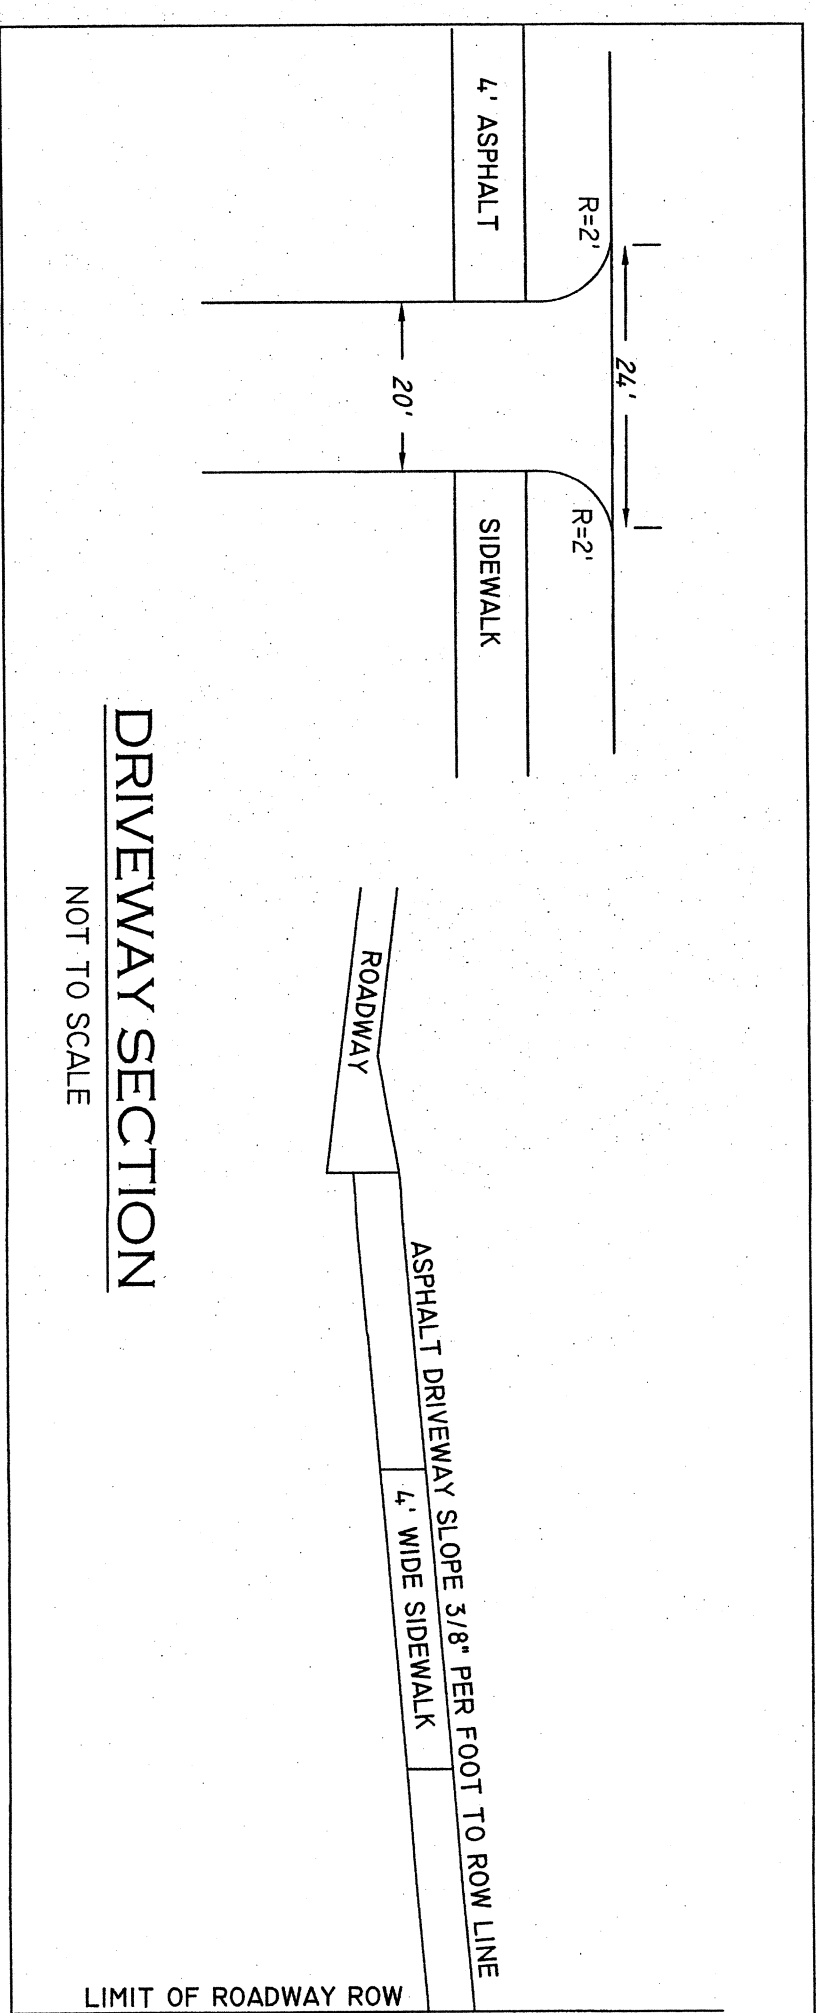 24'
R=2'
R=2'
4' ASPHALT
SIDEWALK
20'
ASPHALT DRIVEWAY SLOPE 3/8" PER FOOT TO ROW LINE
ROADWAY
4' WIDE SIDEWALK
LIMIT OF ROADWAY ROW
DRIVEWAY SECTION
NOT TO SCALE